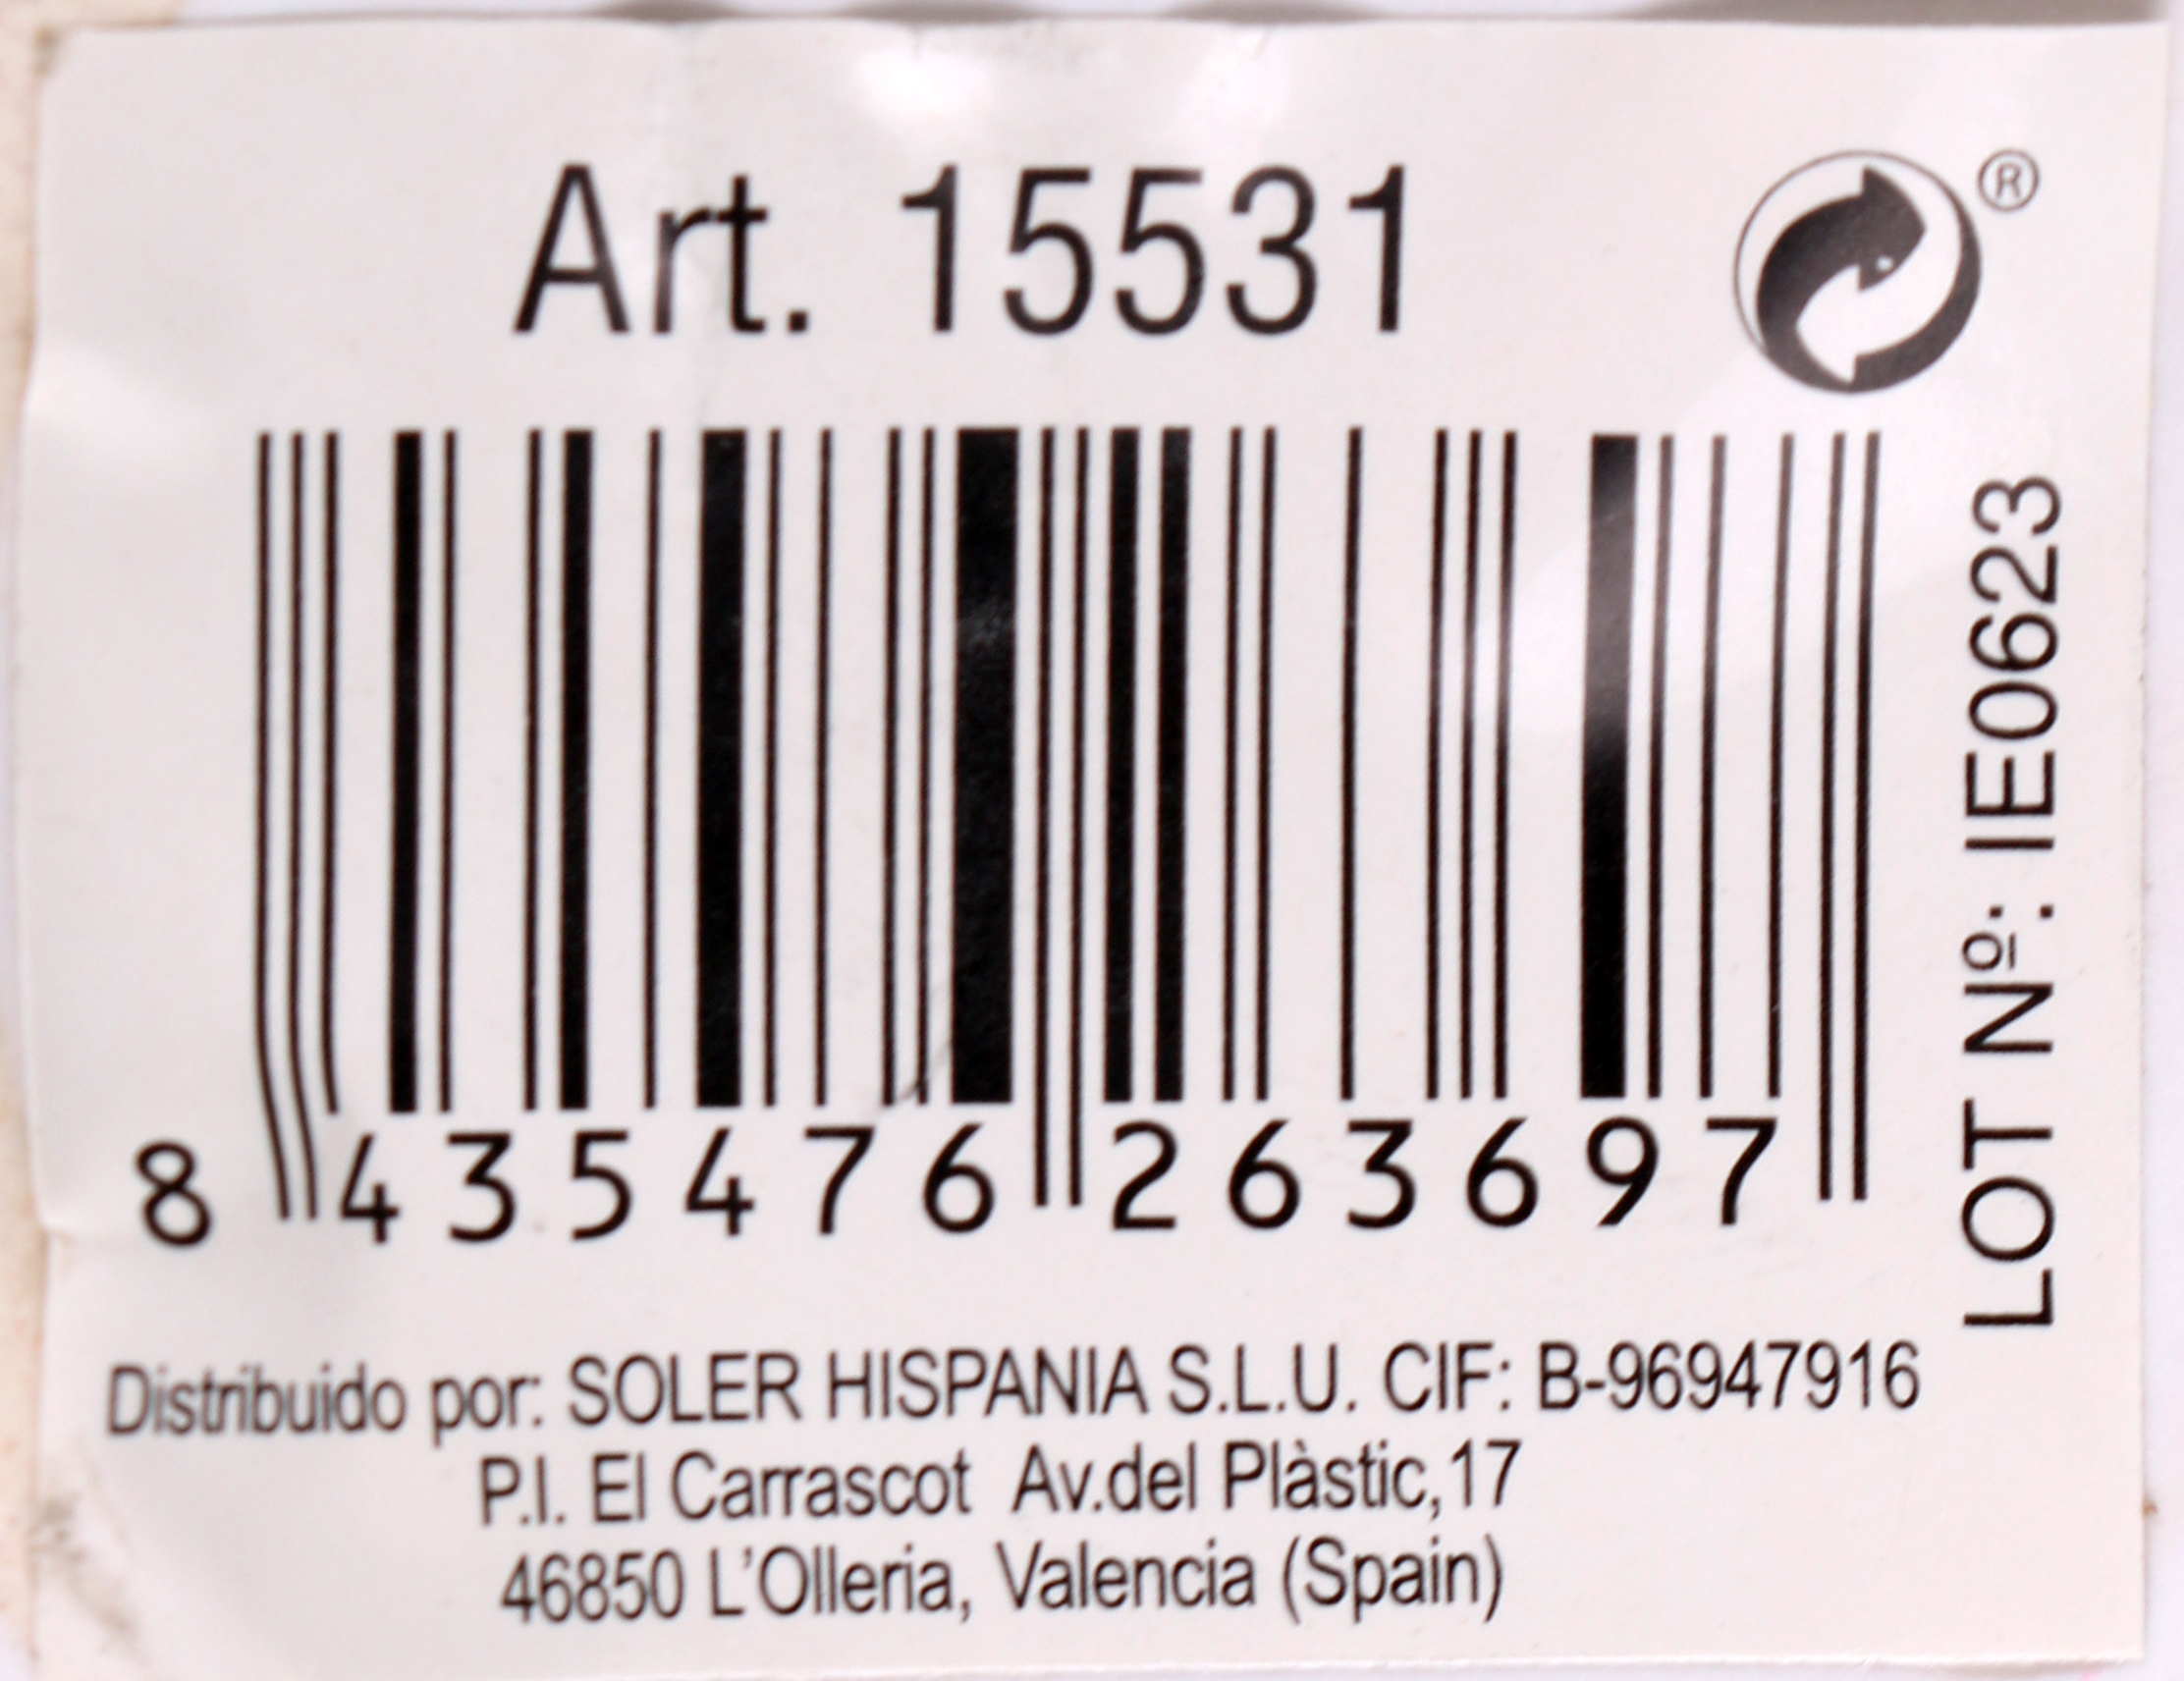 Art. 15531
®
8 435476 263697
LOT Nº: IE0623
Distribuido por: SOLER HISPANIA S.L.U. CIF: B-96947916
P.I. El Carrascot Av.del Plàstic,17
46850 L'Olleria, Valencia (Spain)